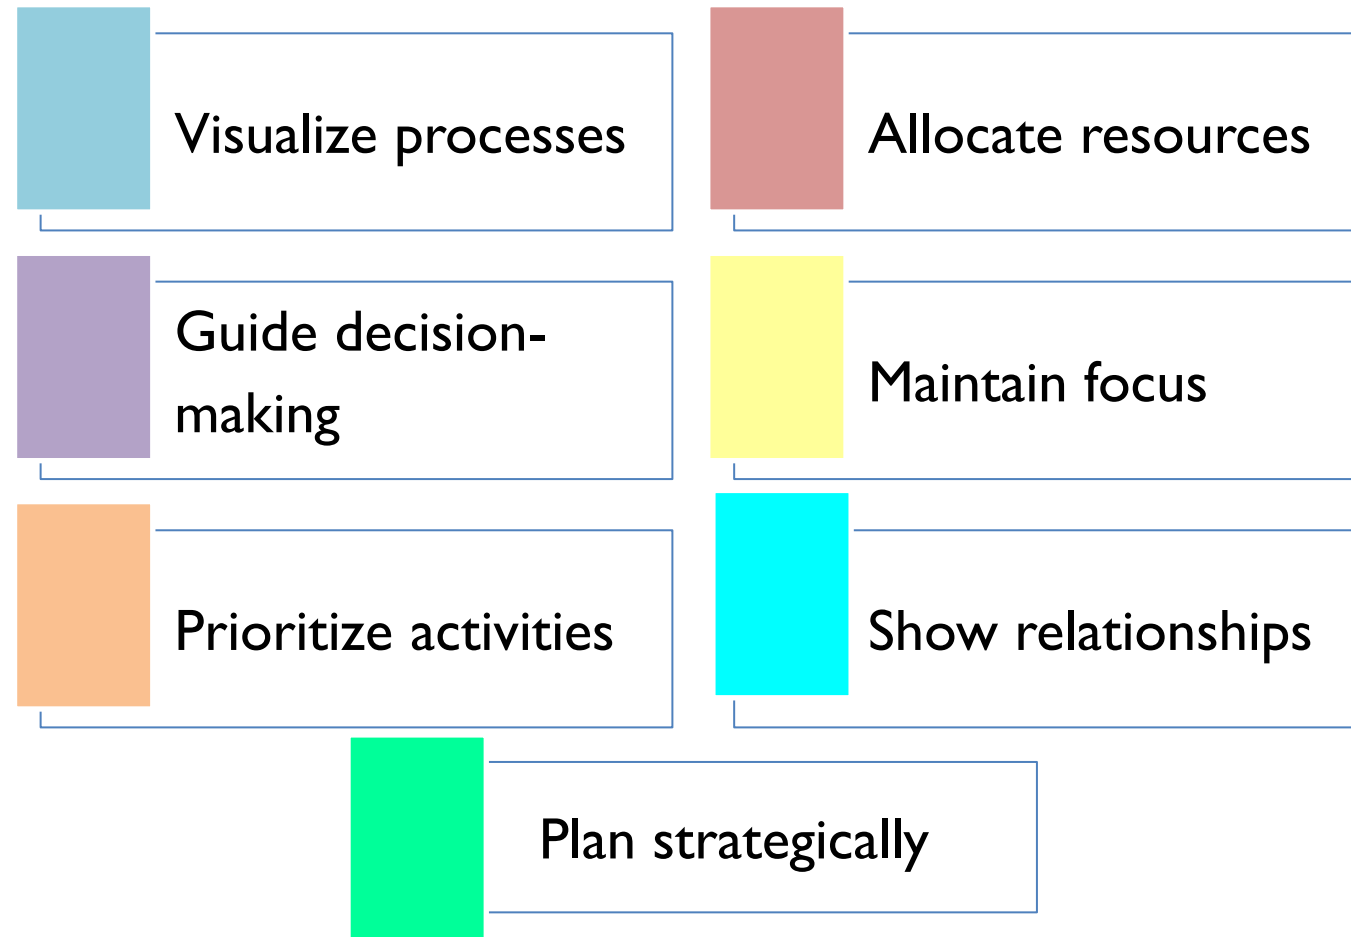 Visualize processes
Allocate resources
Guide decision-
making
Maintain focus
Prioritize activities
Show relationships
Plan strategically